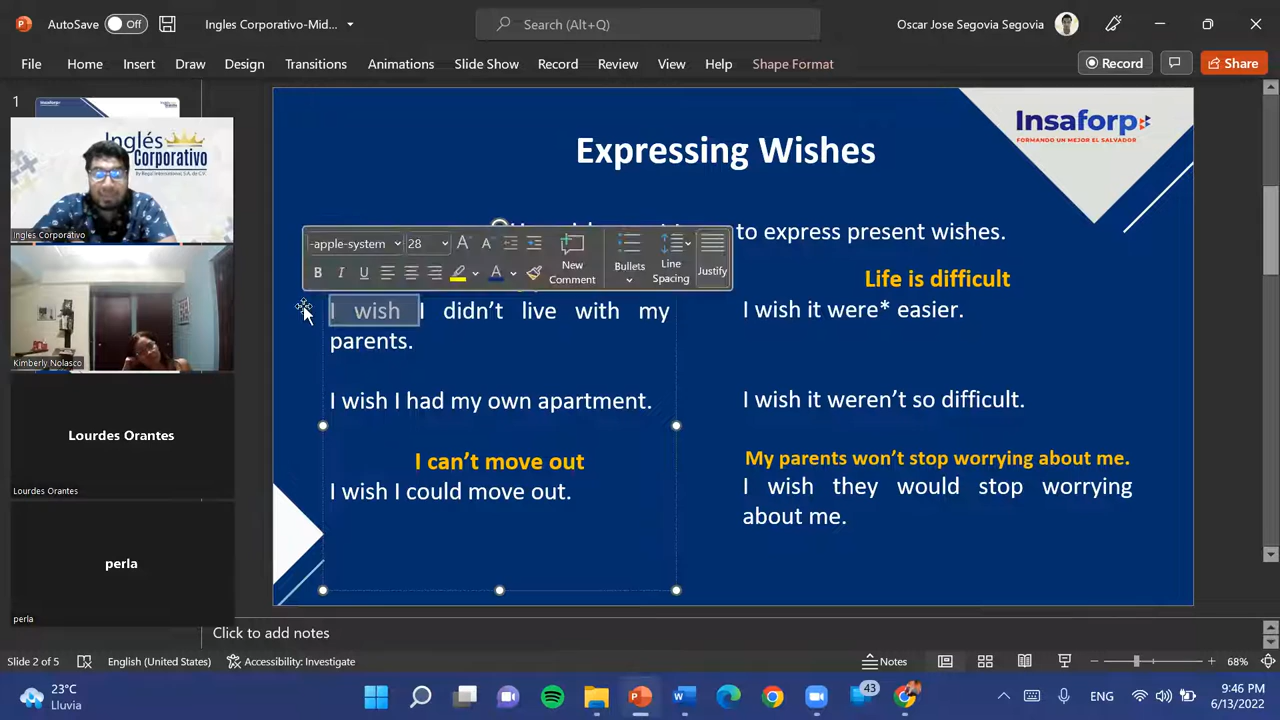 AutoSave Off
Ingles Corporativo-Mid...
Search (Alt+Q)
Oscar Jose Segovia Segovia
File Home Insert Draw Design Transitions Animations Slide Show Record Review View Help Shape Format
Record
Share
1
Inglés
Corporativo
By Regal International, S.A. de C.V.
Ingles Corporativo
Kimberly Nolasco
Lourdes Orantes
Lourdes Orantes
perla
perla
Insaforp
FORMANDO UN MEJOR EL SALVADOR
Expressing Wishes
to express present wishes.
-apple-system 28
B I U A
New
Comment
Bullets
Line
Spacing
Justify
I wish I didn’t live with my
parents.
I wish I had my own apartment.
I can’t move out
I wish I could move out.
Life is difficult
I wish it were* easier.
I wish it weren’t so difficult.
My parents won’t stop worrying about me.
I wish they would stop worrying
about me.
Click to add notes
Slide 2 of 5
English (United States)
Accessibility: Investigate
Notes
68%
23°C
Lluvia
43
ENG
9:46 PM
6/13/2022